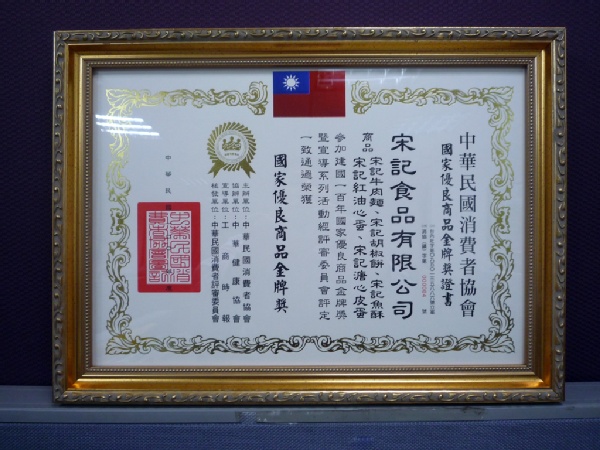 中華民國消費者協會
國家優良商品金牌獎證書
宋記食品有限公司
商品 宋記牛肉麵、宋記胡椒餅、宋記魚酥
宋記紅油心蛋、宋記溏心皮蛋
參加建國一百年國家優良商品金牌獎
暨宣導系列活動經評審委員會評定
一致通過榮獲
國家優良商品金牌獎
主辦單位：中華民國消費者協會
協辦單位：中華健康協會
宣導單位：工商時報
核發單位：中華民國消費者評審委員會
中華民